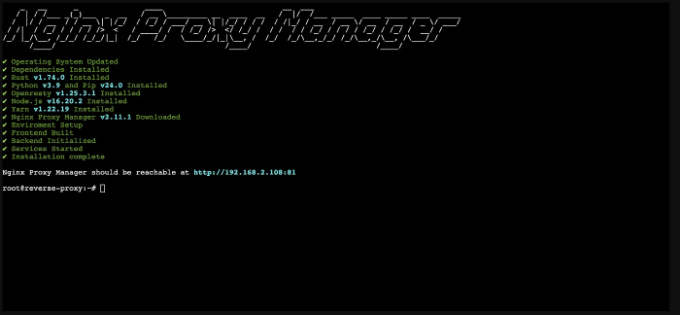 Nginx Proxy Manager
✔ Operating System Updated
✔ Dependencies Installed
✔ Rust v1.74.0 Installed
✔ Python v3.9 and Pip v24.0 Installed
✔ Openresty v1.25.3.1 Installed
✔ Node.js v16.20.2 Installed
✔ Yarn v1.22.19 Installed
✔ Nginx Proxy Manager v2.11.1 Downloaded
✔ Enviroment Setup
✔ Frontend Built
✔ Backend Initialized
✔ Services Started
✔ Installation complete
Nginx Proxy Manager should be reachable at http://192.168.2.108:81
root@reverse-proxy:~#